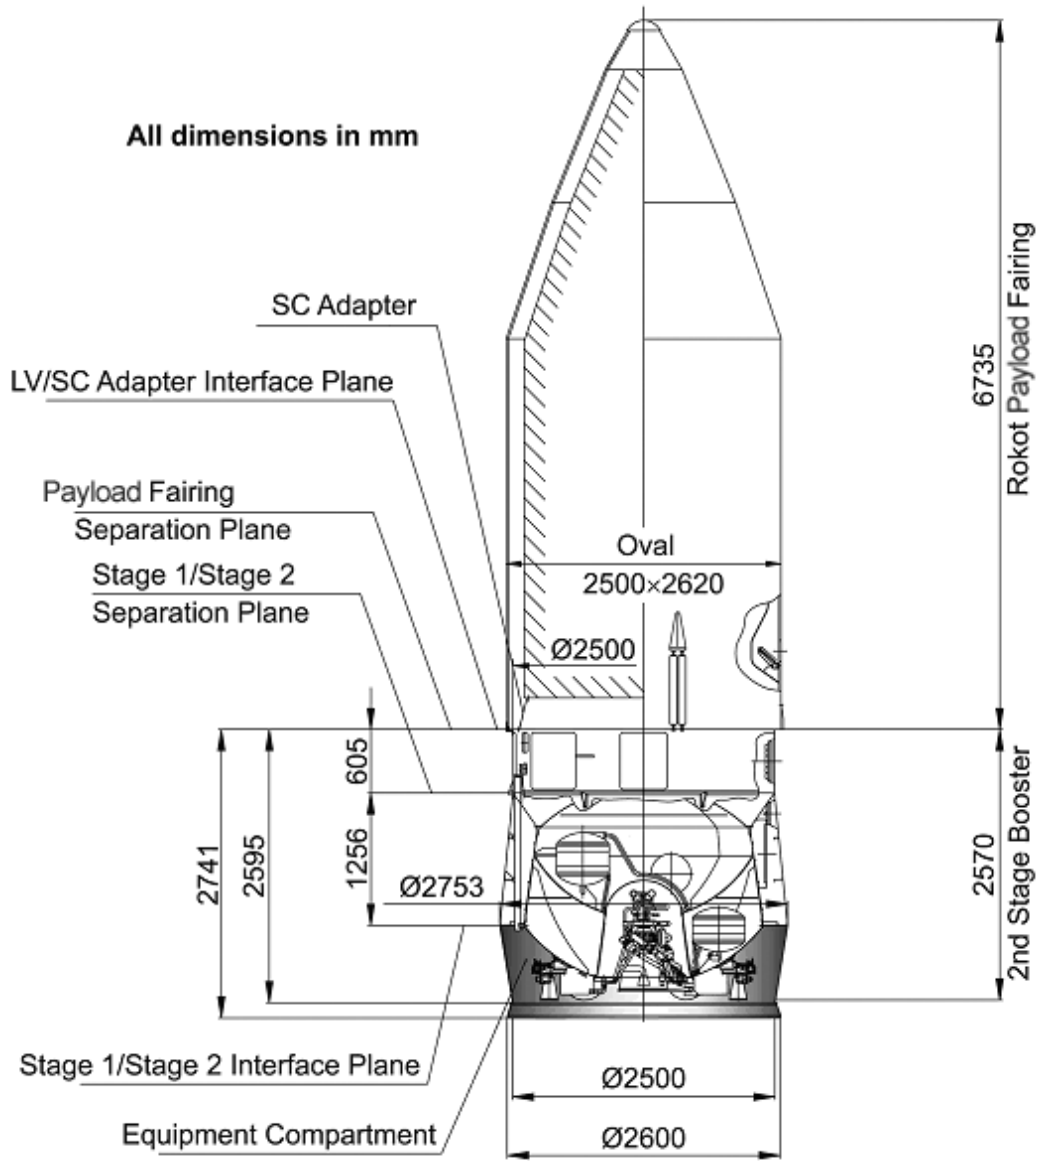 All dimensions in mm
SC Adapter
LV/SC Adapter Interface Plane
Payload Fairing
Separation Plane
Stage 1/Stage 2
Separation Plane
Oval
2500×2620
Ø2500
6735
Rokot Payload Fairing
605
1256
2741
2595
Ø2753
2570
2nd Stage Booster
Stage 1/Stage 2 Interface Plane
Equipment Compartment
Ø2500
Ø2600